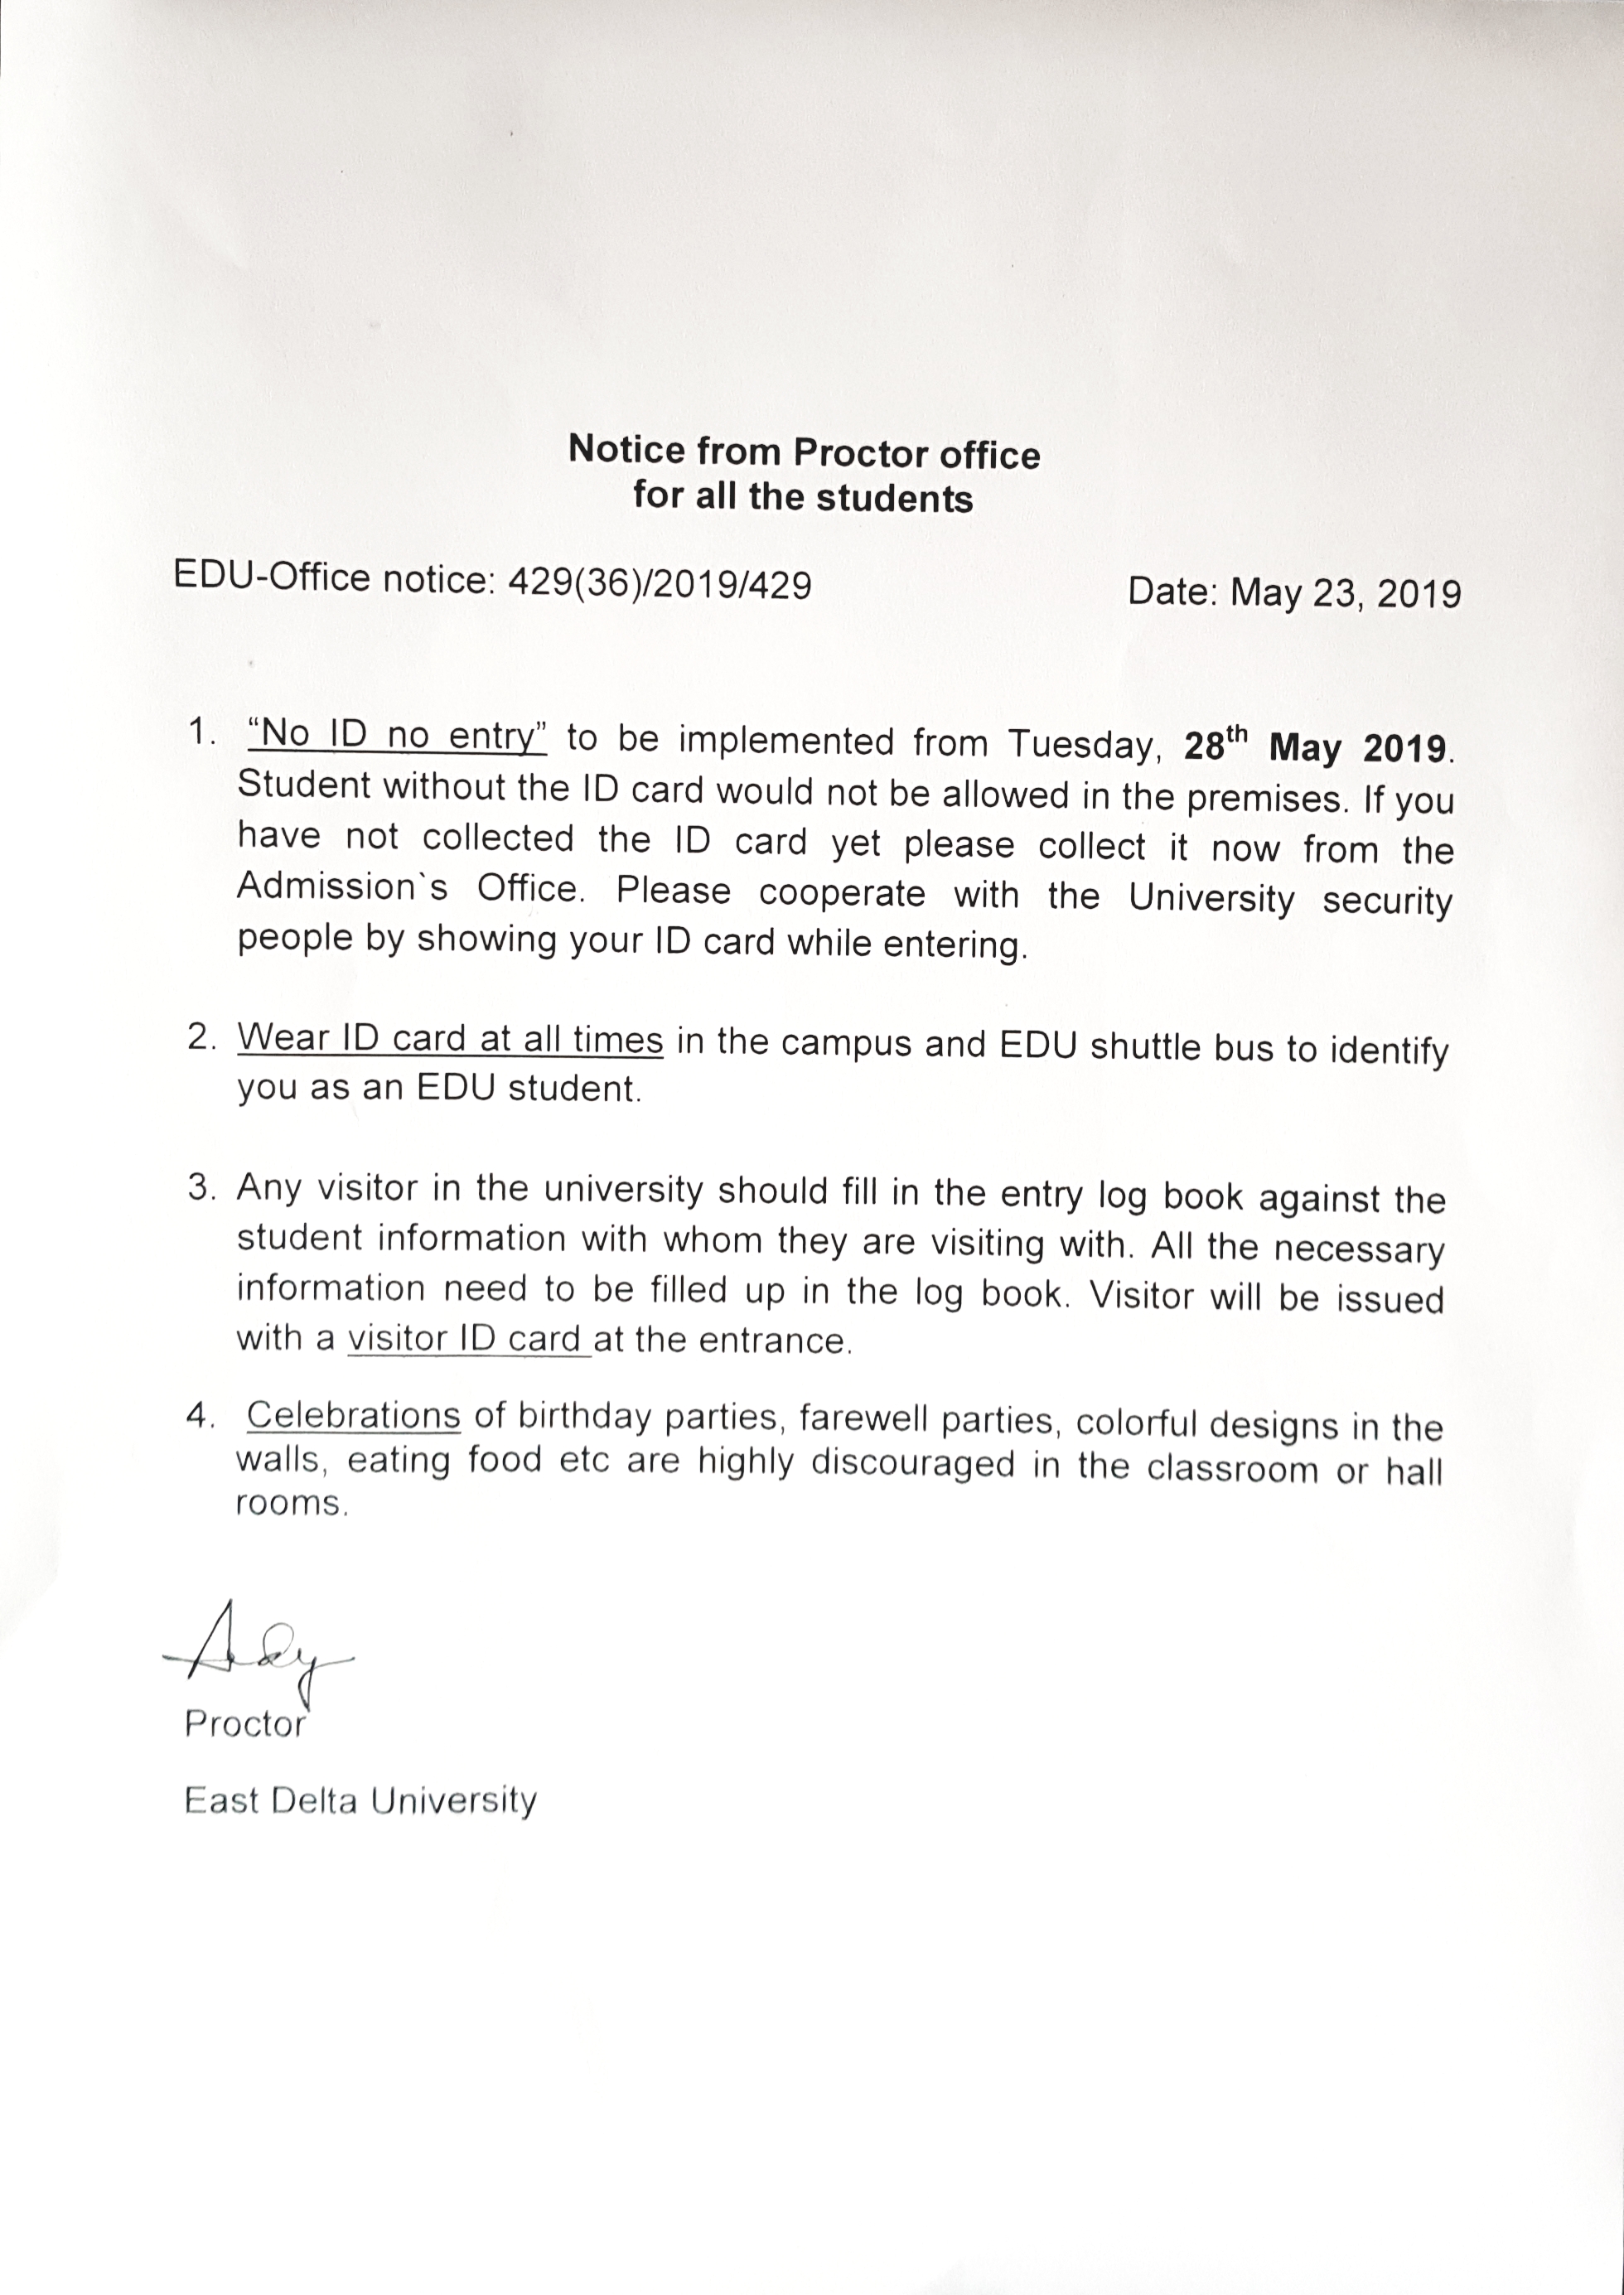 Notice from Proctor office
for all the students
EDU-Office notice: 429(36)/2019/429 Date: May 23, 2019
1. “No ID no entry” to be implemented from Tuesday, 28th May 2019.
Student without the ID card would not be allowed in the premises. If you
have not collected the ID card yet please collect it now from the
Admission`s Office. Please cooperate with the University security
people by showing your ID card while entering.
2. Wear ID card at all times in the campus and EDU shuttle bus to identify
you as an EDU student.
3. Any visitor in the university should fill in the entry log book against the
student information with whom they are visiting with. All the necessary
information need to be filled up in the log book. Visitor will be issued
with a visitor ID card at the entrance.
4. Celebrations of birthday parties, farewell parties, colorful designs in the
walls, eating food etc are highly discouraged in the classroom or hall
rooms.
Proctor
East Delta University